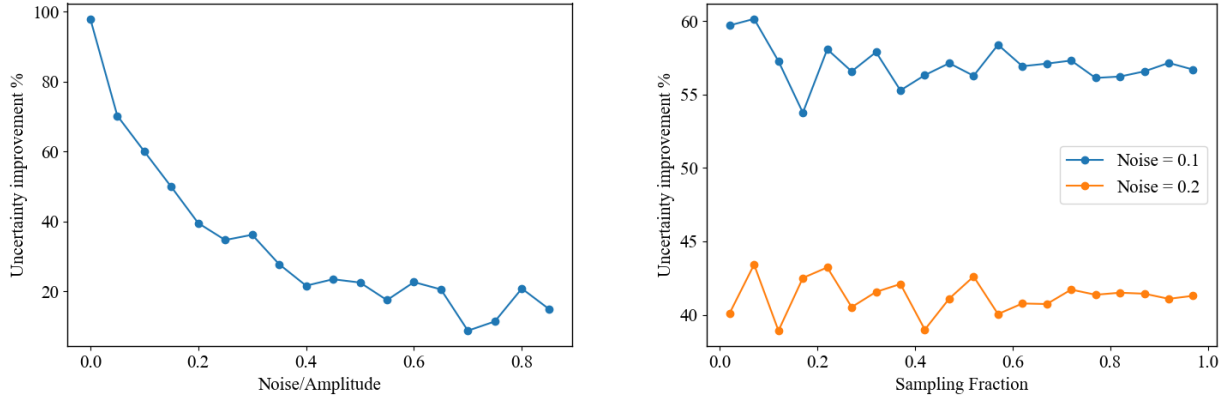 Uncertainty improvement %
100
80
60
40
20
0.0 0.2 0.4 0.6 0.8
Noise/Amplitude
Uncertainty improvement %
60
55
50
45
40
Noise = 0.1
Noise = 0.2
0.0 0.2 0.4 0.6 0.8 1.0
Sampling Fraction